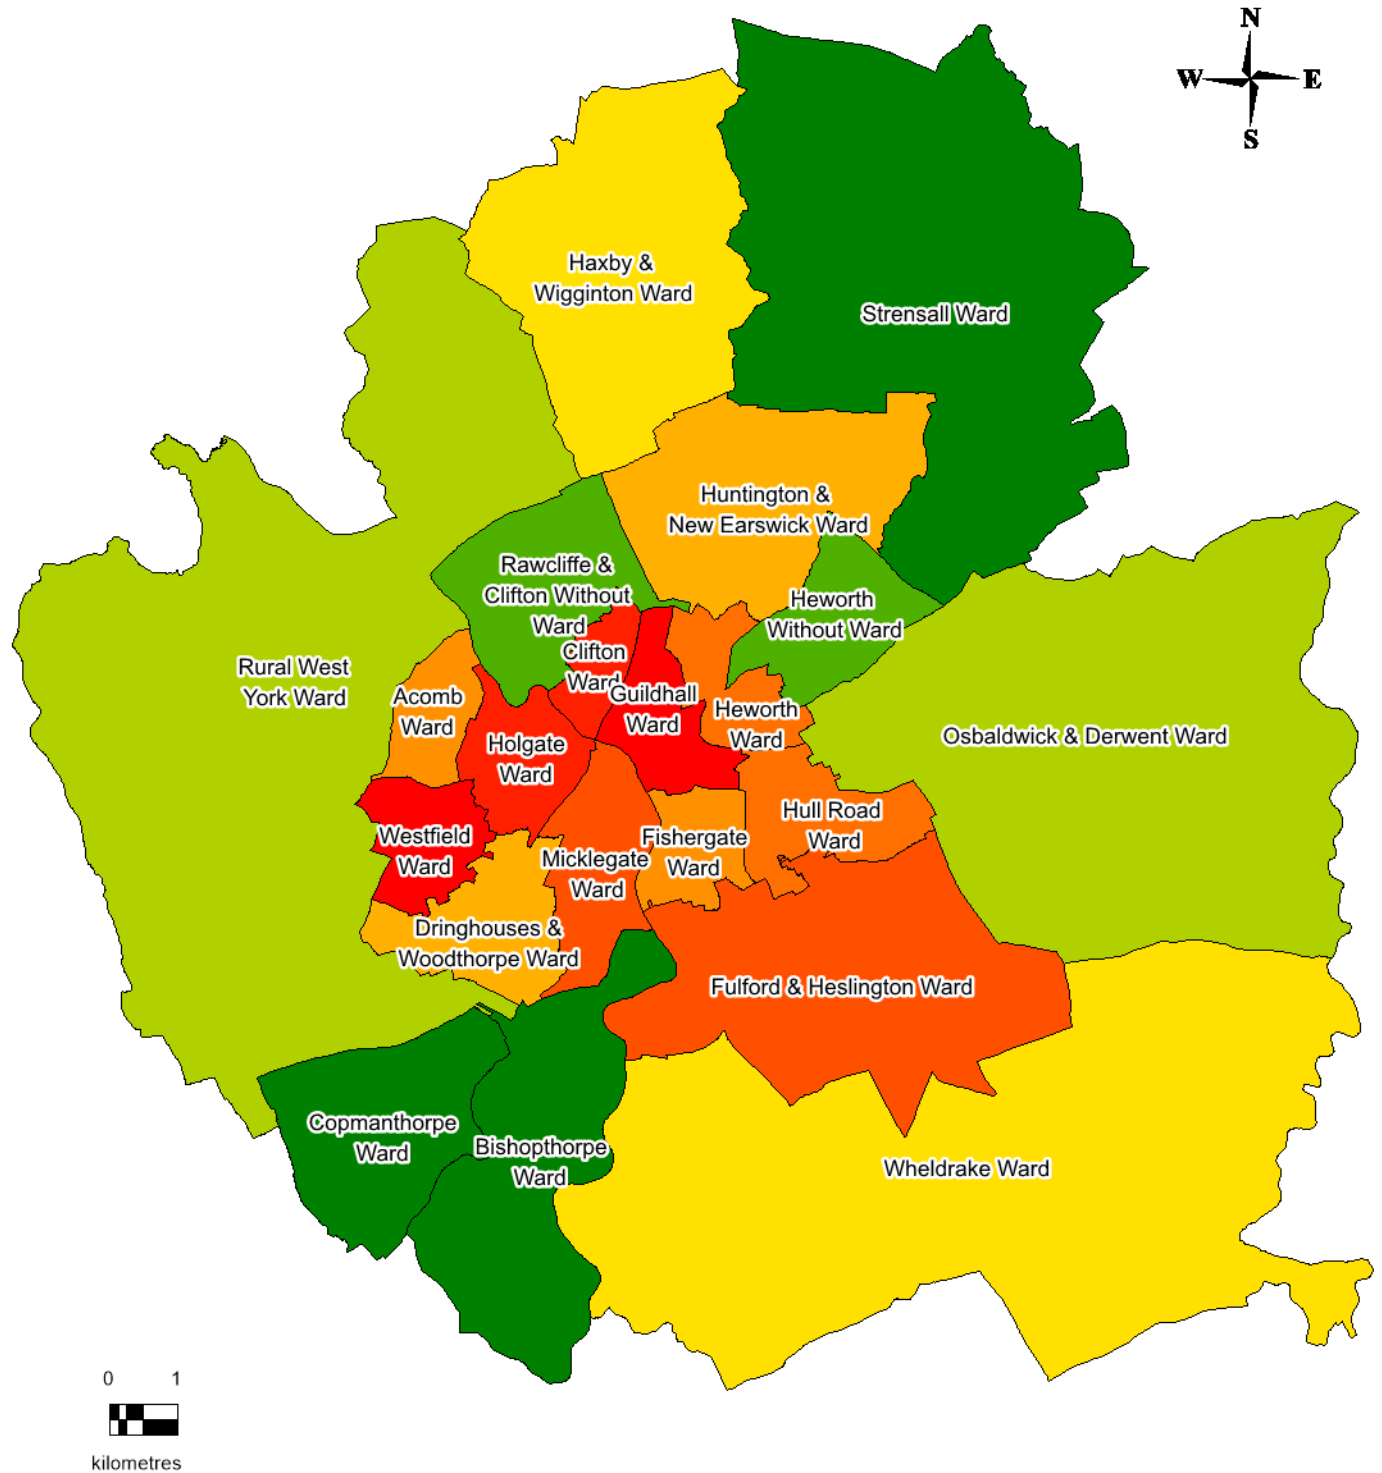 N
W E
S
Haxby &
Wigginton Ward
Strensall Ward
Huntington &
New Earswick Ward
Rawcliffe &
Clifton Without
Ward
Heworth
Without Ward
Clifton
Ward
Rural West
York Ward
Acomb
Ward
Guildhall
Ward
Heworth
Ward
Holgate
Ward
Osbaldwick & Derwent Ward
Westfield
Ward
Hull Road
Ward
Fishergate
Ward
Micklegate
Ward
Dringhouses &
Woodthorpe Ward
Fulford & Heslington Ward
Copmanthorpe
Ward
Bishopthorpe
Ward
Wheldrake Ward
0 1
kilometres